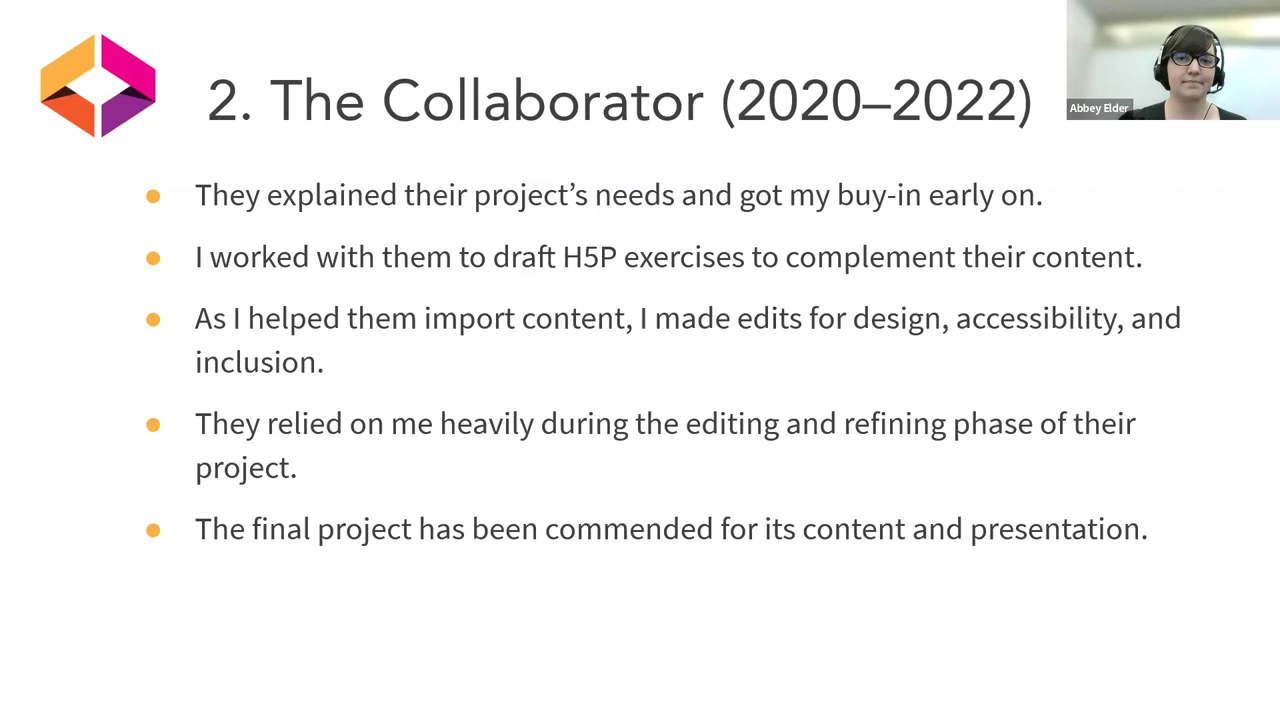 2. The Collaborator (2020–2022)
Abbey Elder
They explained their project’s needs and got my buy-in early on.
I worked with them to draft H5P exercises to complement their content.
As I helped them import content, I made edits for design, accessibility, and
inclusion.
They relied on me heavily during the editing and refining phase of their
project.
The final project has been commended for its content and presentation.